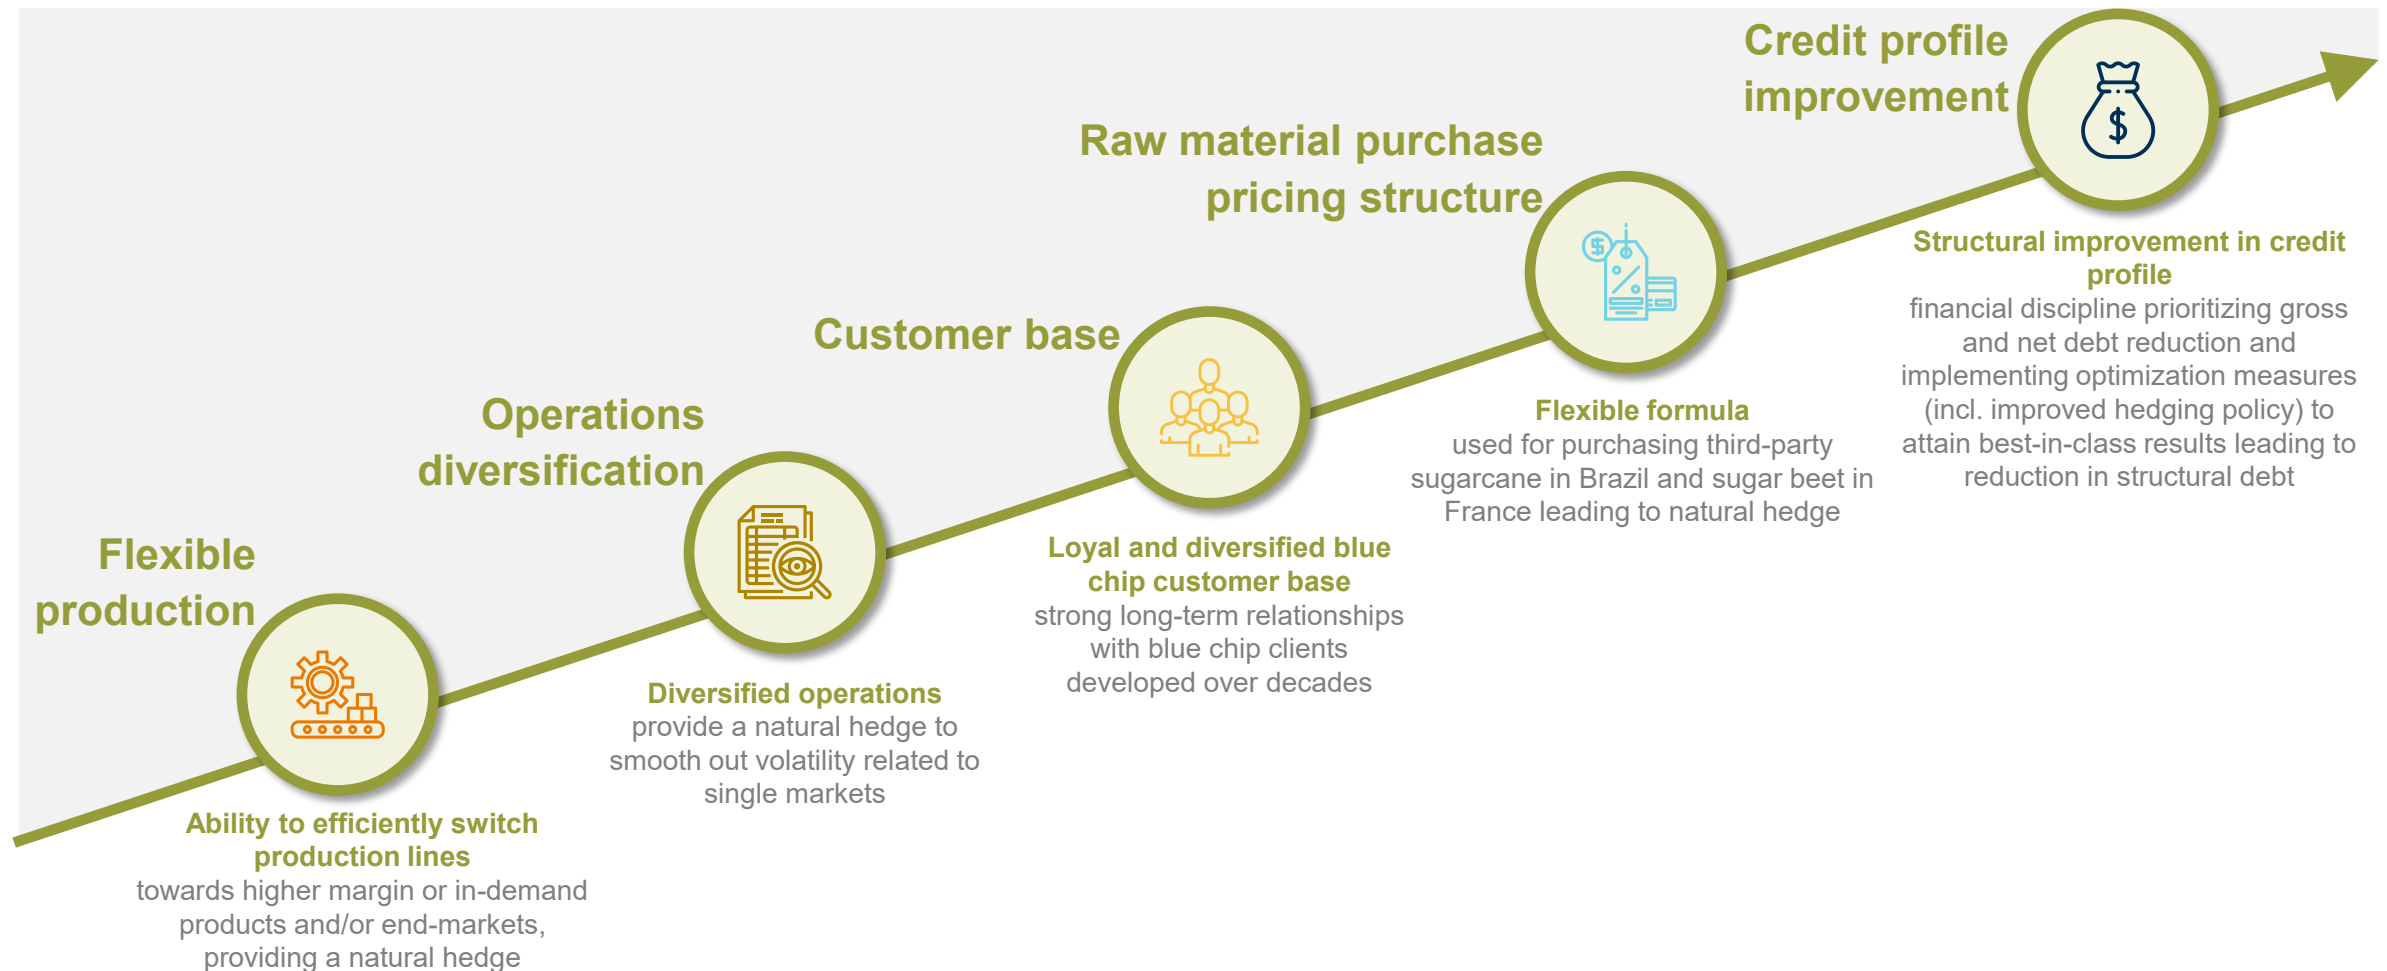 Flexible
production
Ability to efficiently switch
production lines
towards higher margin or in-demand
products and/or end-markets,
providing a natural hedge
Operations
diversification
Diversified operations
provide a natural hedge to
smooth out volatility related to
single markets
Customer base
Loyal and diversified blue
chip customer base
strong long-term relationships
with blue chip clients
developed over decades
Raw material purchase
pricing structure
Flexible formula
used for purchasing third-party
sugarcane in Brazil and sugar beet in
France leading to natural hedge
Credit profile
improvement
Structural improvement in credit
profile
financial discipline prioritizing gross
and net debt reduction and
implementing optimization measures
(incl. improved hedging policy) to
attain best-in-class results leading to
reduction in structural debt